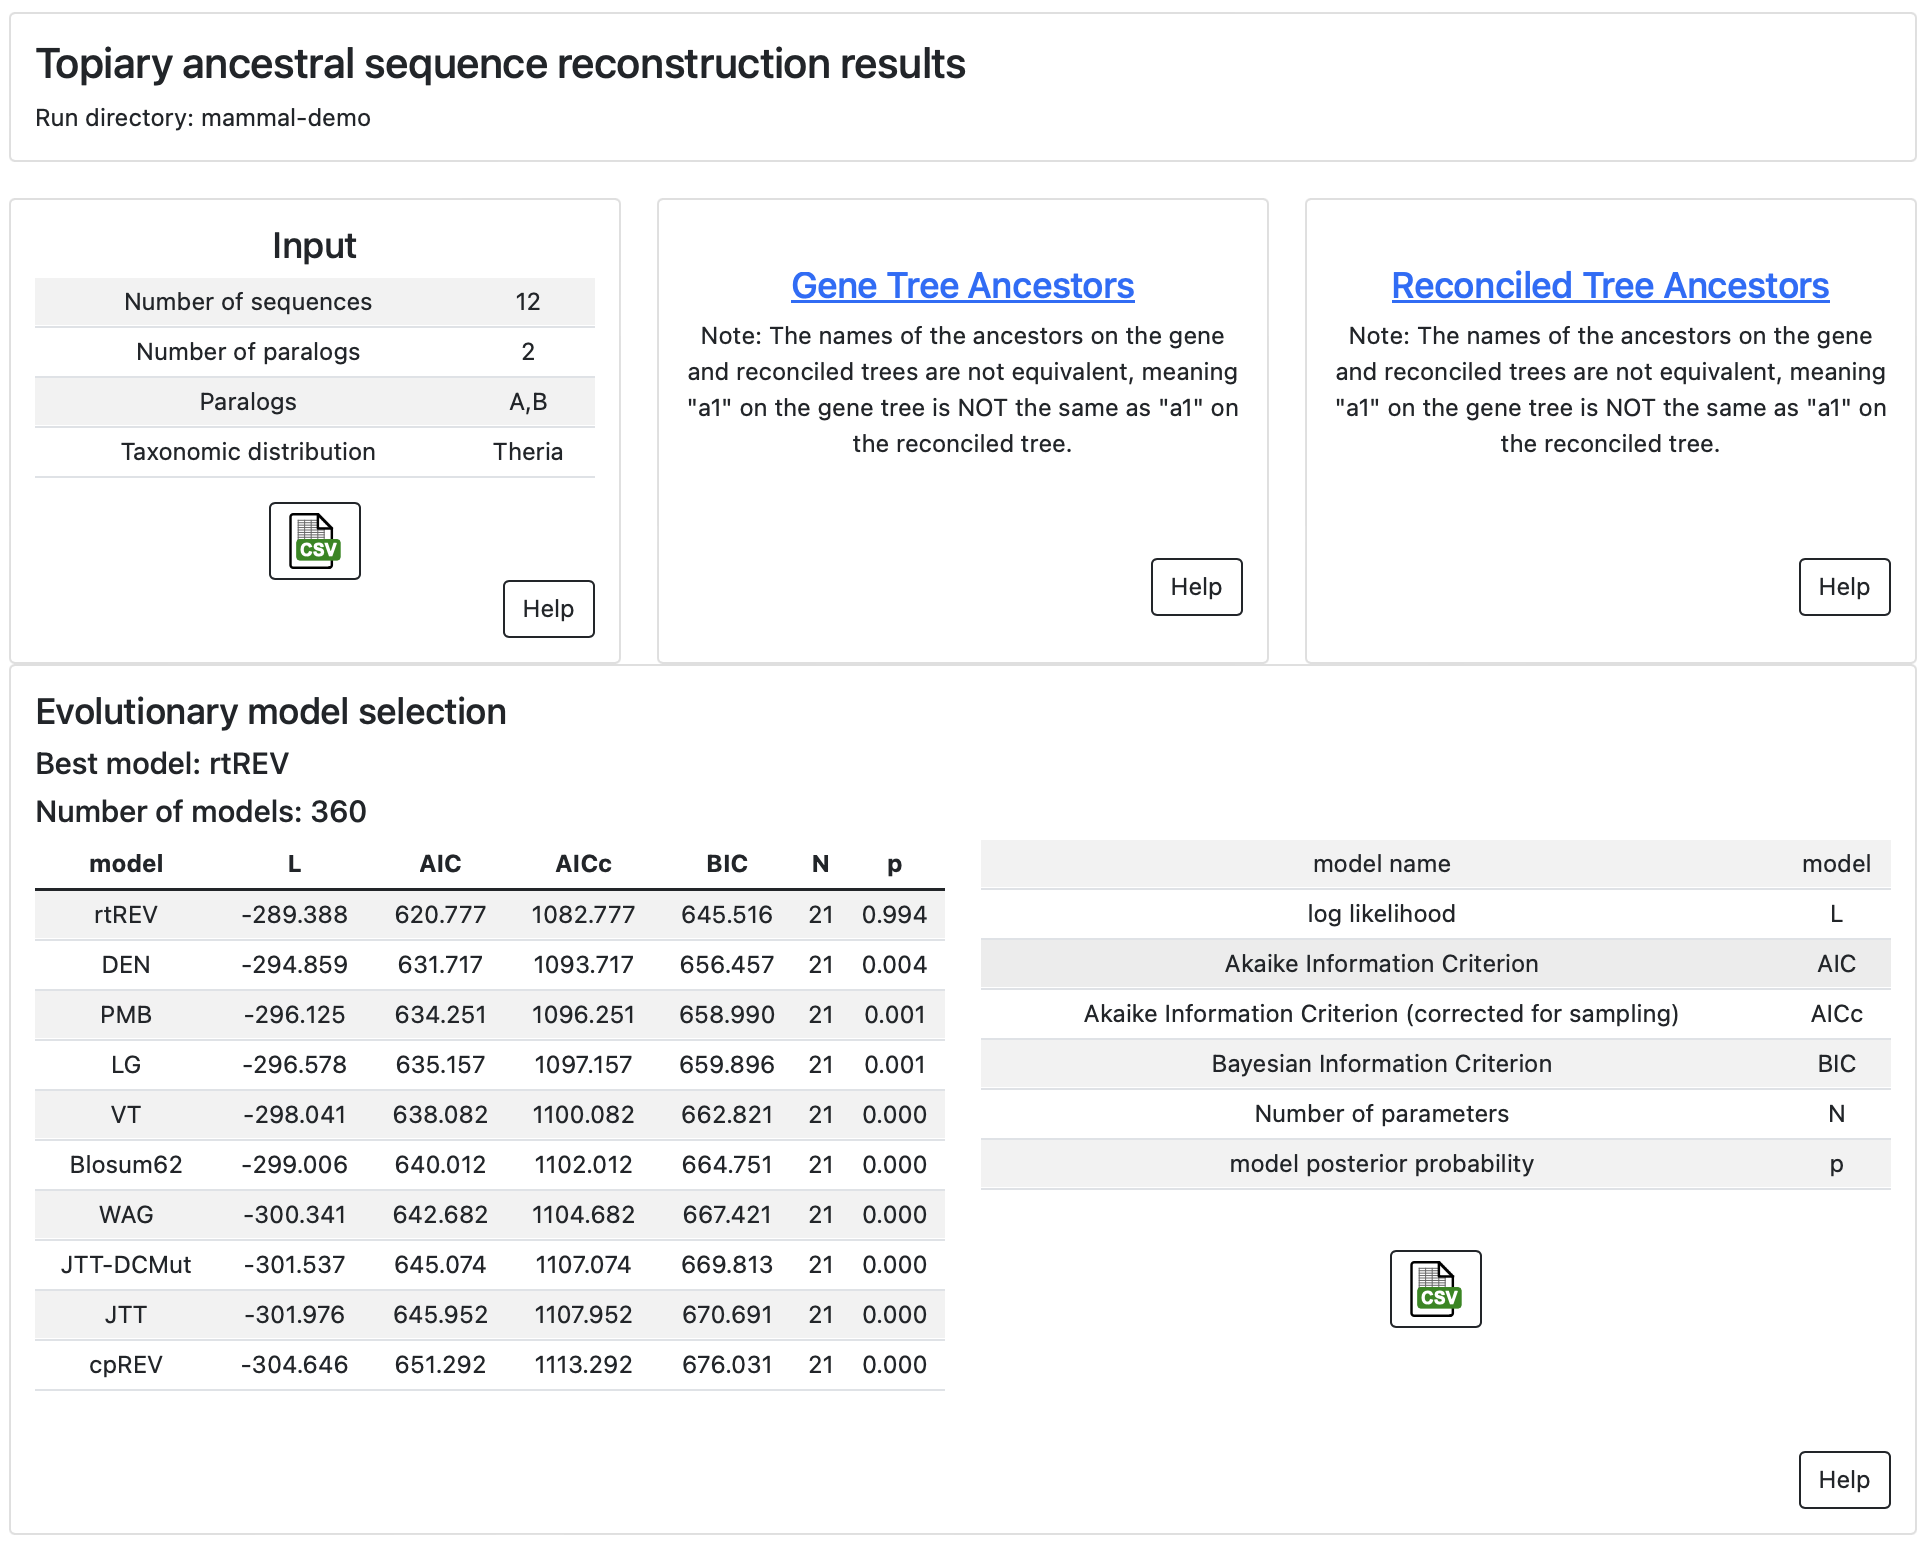 Topiary ancestral sequence reconstruction results
Run directory: mammal-demo
Input
Number of sequences 12
Number of paralogs 2
Paralogs A,B
Taxonomic distribution Theria
CSV
Help
Gene Tree Ancestors
Note: The names of the ancestors on the gene
and reconciled trees are not equivalent, meaning
"a1" on the gene tree is NOT the same as "a1" on
the reconciled tree.
Help
Reconciled Tree Ancestors
Note: The names of the ancestors on the gene
and reconciled trees are not equivalent, meaning
"a1" on the gene tree is NOT the same as "a1" on
the reconciled tree.
Help
Evolutionary model selection
Best model: rtREV
Number of models: 360
model L AIC AICc BIC N p
rtREV -289.388 620.777 1082.777 645.516 21 0.994
DEN -294.859 631.717 1093.717 656.457 21 0.004
PMB -296.125 634.251 1096.251 658.990 21 0.001
LG -296.578 635.157 1097.157 659.896 21 0.001
VT -298.041 638.082 1100.082 662.821 21 0.000
Blosum62 -299.006 640.012 1102.012 664.751 21 0.000
WAG -300.341 642.682 1104.682 667.421 21 0.000
JTT-DCMut -301.537 645.074 1107.074 669.813 21 0.000
JTT -301.976 645.952 1107.952 670.691 21 0.000
cpREV -304.646 651.292 1113.292 676.031 21 0.000
model name model
log likelihood L
Akaike Information Criterion AIC
Akaike Information Criterion (corrected for sampling) AICc
Bayesian Information Criterion BIC
Number of parameters N
model posterior probability p
CSV
Help